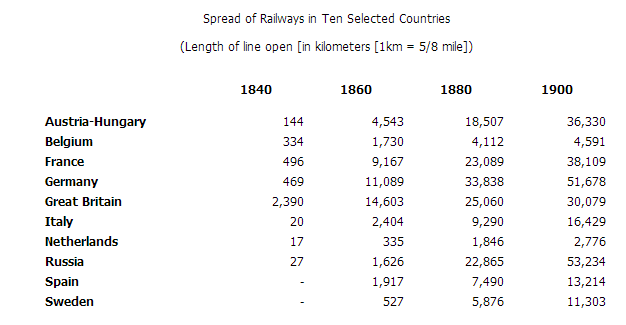 Spread of Railways in Ten Selected Countries
(Length of line open [in kilometers [1km = 5/8 mile])
1840 1860 1880 1900
Austria-Hungary 144 4,543 18,507 36,330
Belgium 334 1,730 4,112 4,591
France 496 9,167 23,089 38,109
Germany 469 11,089 33,838 51,678
Great Britain 2,390 14,603 25,060 30,079
Italy 20 2,404 9,290 16,429
Netherlands 17 335 1,846 2,776
Russia 27 1,626 22,865 53,234
Spain - 1,917 7,490 13,214
Sweden - 527 5,876 11,303